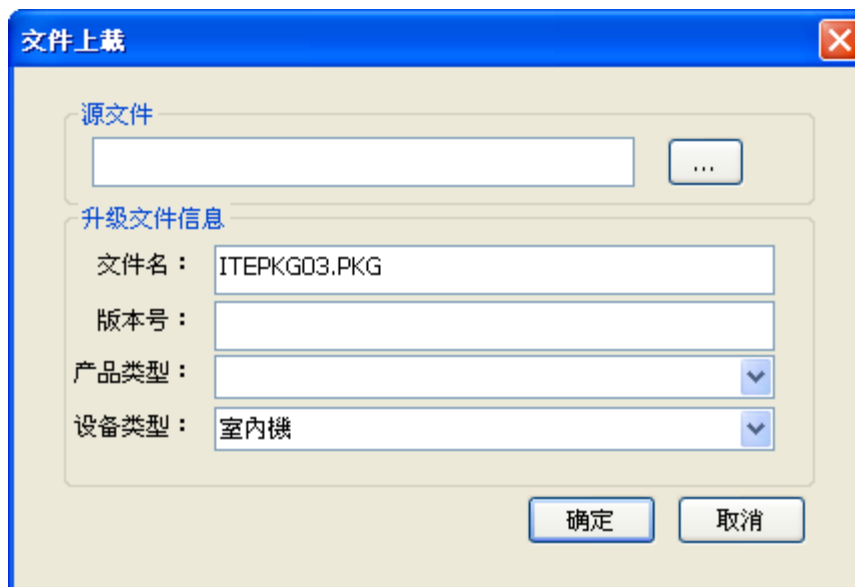 文件上载
源文件
...
升级文件信息
文件名： ITEPKG03.PKG
版本号：
产品类型：
设备类型： 室内機
确定 取消